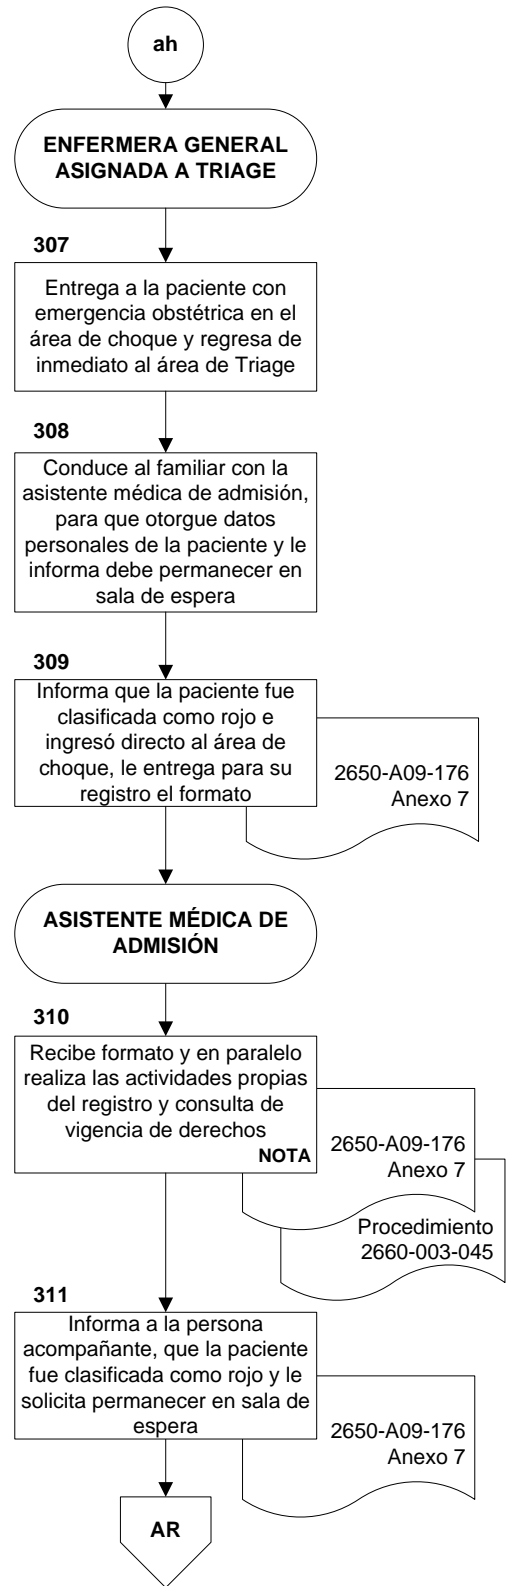 ah
ENFERMERA GENERAL
ASIGNADA A TRIAGE
307
Entrega a la paciente con
emergencia obstétrica en el
área de choque y regresa de
inmediato al área de Triage
308
Conduce al familiar con la
asistente médica de admisión,
para que otorgue datos
personales de la paciente y le
informa debe permanecer en
sala de espera
309
Informa que la paciente fue
clasificada como rojo e
ingresó directo al área de
choque, le entrega para su
registro el formato
2650-A09-176
Anexo 7
ASISTENTE MÉDICA DE
ADMISIÓN
310
Recibe formato y en paralelo
realiza las actividades propias
del registro y consulta de
vigencia de derechos
NOTA
2650-A09-176
Anexo 7
Procedimiento
2660-003-045
311
Informa a la persona
acompañante, que la paciente
fue clasificada como rojo y le
solicita permanecer en sala de
espera
2650-A09-176
Anexo 7
AR